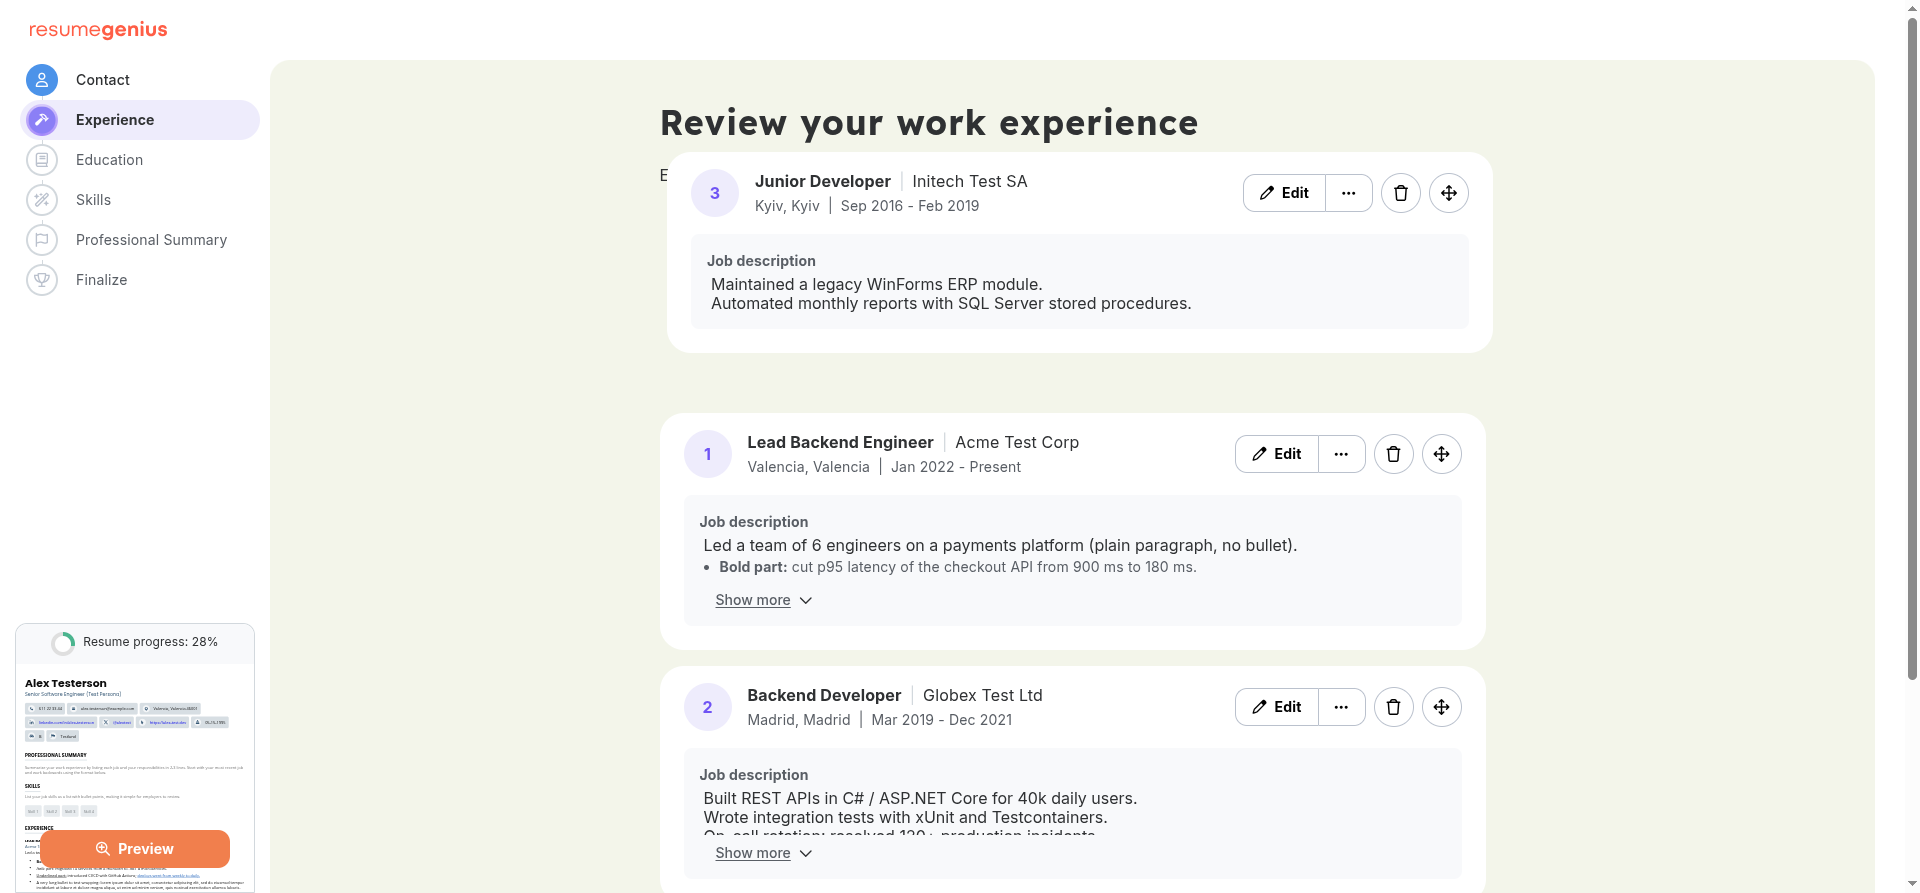 resumegenius
Contact
Experience
Education
Skills
Professional Summary
Finalize
Review your work experience
E
3
Junior Developer | Initech Test SA
Kyiv, Kyiv | Sep 2016 - Feb 2019
Edit
Job description
Maintained a legacy WinForms ERP module.
Automated monthly reports with SQL Server stored procedures.
1
Lead Backend Engineer | Acme Test Corp
Valencia, Valencia | Jan 2022 - Present
Edit
Job description
Led a team of 6 engineers on a payments platform (plain paragraph, no bullet).
• Bold part: cut p95 latency of the checkout API from 900 ms to 180 ms.
Show more
2
Backend Developer | Globex Test Ltd
Madrid, Madrid | Mar 2019 - Dec 2021
Edit
Job description
Built REST APIs in C# / ASP.NET Core for 40k daily users.
Wrote integration tests with xUnit and Testcontainers.
On-call rotation: resolved 120+ production incidents
Show more
Resume progress: 28%
Alex Testerson
Senior Software Engineer (Test Persona)
PROFESSIONAL SUMMARY
SKILLS
EXPERIENCE
Preview